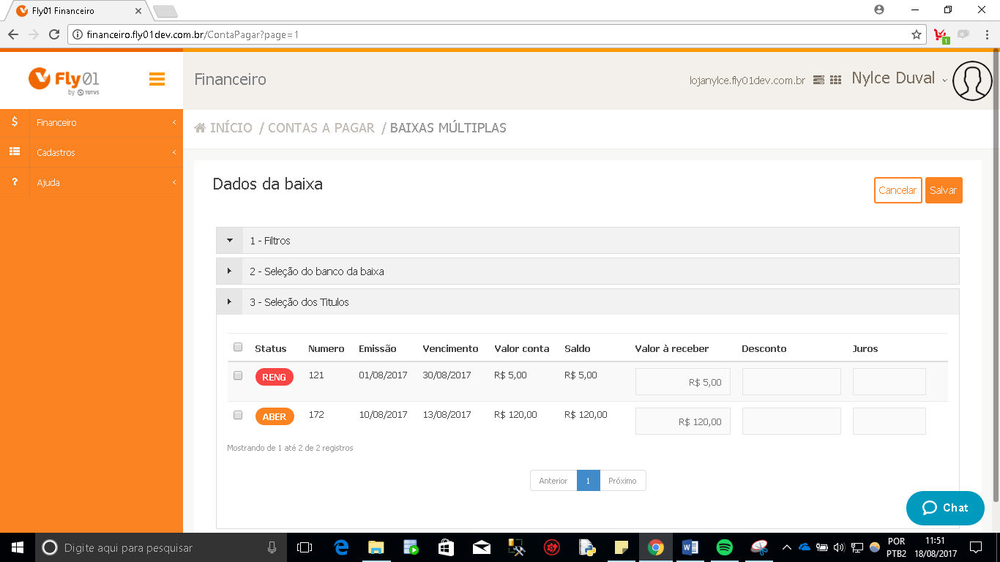 Fly01 Financeiro
financeiro.fly01dev.com.br/ContaPagar?page=1
1
Fly01
by TOTVS
Financeiro
lojanylce.fly01dev.com.br
Nylce Duval
$ Financeiro
Cadastros
? Ajuda
INÍCIO / CONTAS A PAGAR / BAIXAS MÚLTIPLAS
Dados da baixa
Cancelar Salvar
1 - Filtros
2 - Seleção do banco da baixa
3 - Seleção dos Titulos
Status Numero Emissão Vencimento Valor conta Saldo Valor à receber Desconto Juros
RENG 121 01/08/2017 30/08/2017 R$ 5,00 R$ 5,00 R$ 5,00
ABER 172 10/08/2017 13/08/2017 R$ 120,00 R$ 120,00 R$ 120,00
Mostrando de 1 até 2 de 2 registros
Anterior 1 Próximo
Chat
Digite aqui para pesquisar
POR
PTB2
11:51
18/08/2017